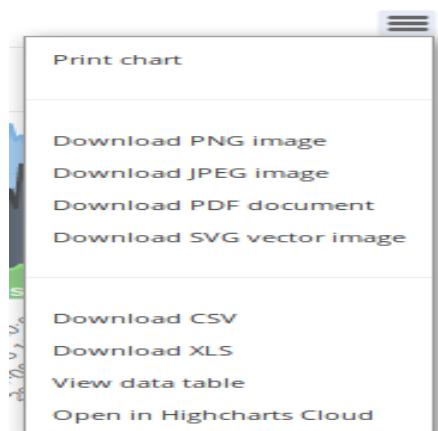 Print chart
Download PNG image
Download JPEG image
Download PDF document
Download SVG vector image
Download CSV
Download XLS
View data table
Open in Highcharts Cloud